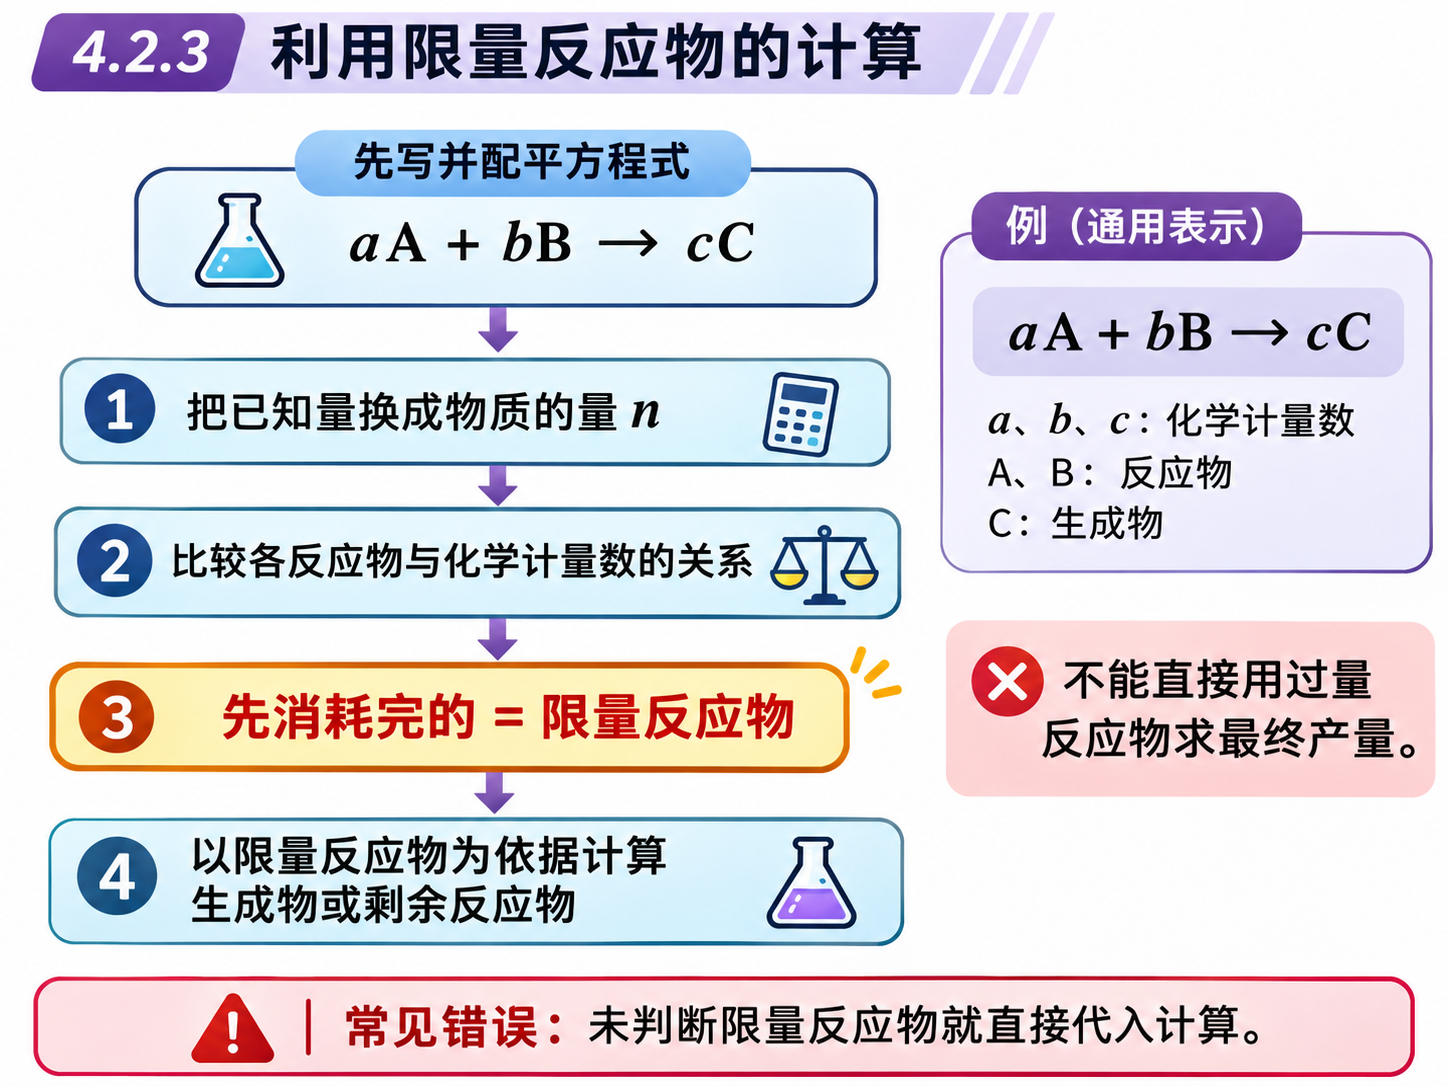 4.2.3 利用限量反应物的计算
先写并配平方程式
aA + bB → cC
1 把已知量换成物质的量 n
2 比较各反应物与化学计量数的关系
3 先消耗完的 = 限量反应物
4 以限量反应物为依据计算
生成物或剩余反应物
例（通用表示）
aA + bB → cC
a、b、c：化学计量数
A、B：反应物
C：生成物
不能直接用过量
反应物求最终产量。
常见错误：未判断限量反应物就直接代入计算。